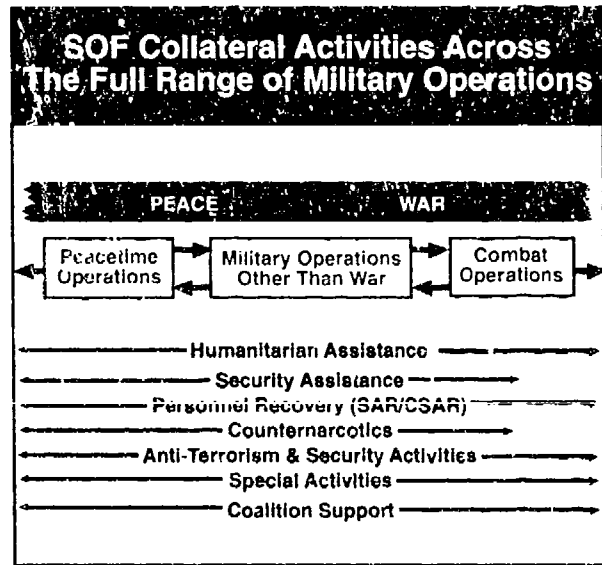 SOF Collateral Activities Across
The Full Range of Military Operations
PEACE WAR
Peacetime
Operations
Military Operations
Other Than War
Combat
Operations
Humanitarian Assistance
Security Assistance
Personnel Recovery (SAR/CSAR)
Counternarcotics
Anti-Terrorism & Security Activities
Special Activities
Coalition Support